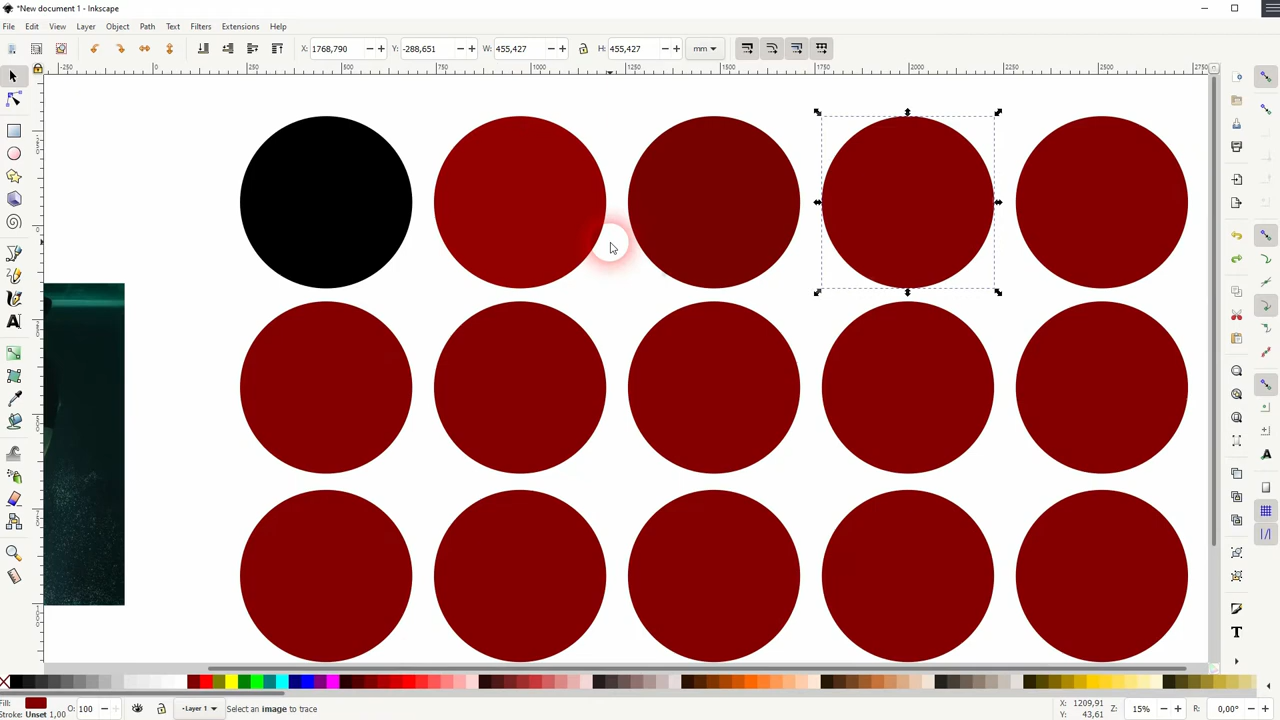 *New document 1 - Inkscape
File Edit View Layer Object Path Text Filters Extensions Help
X: 1768,790 Y: -288,651 W: 455,427 H: 455,427 mm
-250 0 250 500 750 1000 1250 1500 1750 2000 2250 2500 2750
Fill: O: 100 Layer 1 Select an image to trace X: 1209,91 Z: 15% R: 0,00°
Stroke: Unset 1,00 Y: 43,61